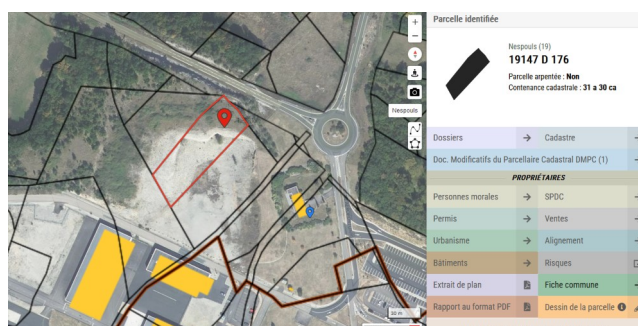 Parcelle identifiée
Nespouls (19)
19147 D 176
Parcelle arpentée : Non
Contenance cadastrale : 31 a 30 ca
+
−
Nespouls
Dossiers
Cadastre
Doc. Modificatifs du Parcellaire Cadastral DMPC (1)
PROPRIÉTAIRES
Personnes morales
SPDC
Permis
Ventes
Urbanisme
Alignement
Bâtiments
Risques
Extrait de plan
Fiche commune
Rapport au format PDF
Dessin de la parcelle